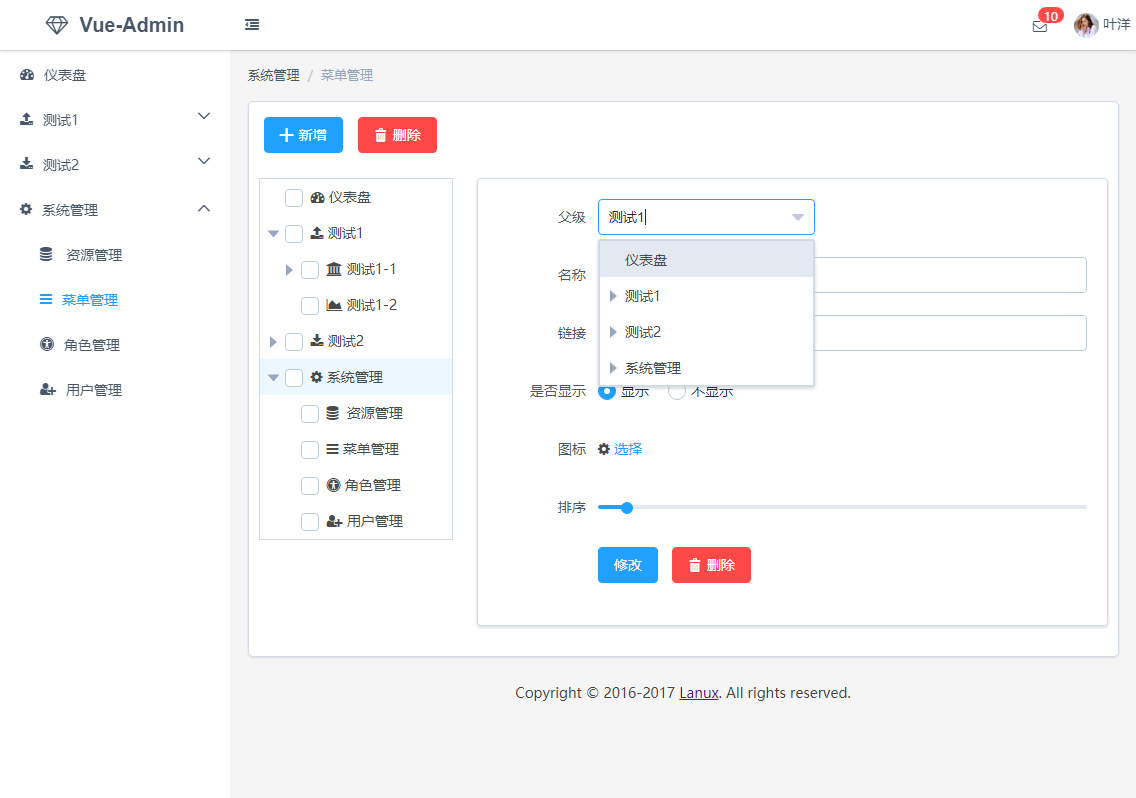 Vue-Admin
10
叶洋
仪表盘
测试1
测试2
系统管理
资源管理
菜单管理
角色管理
用户管理
系统管理 / 菜单管理
新增
删除
仪表盘
测试1
测试1-1
测试1-2
测试2
系统管理
资源管理
菜单管理
角色管理
用户管理
父级
测试1
仪表盘
测试1
测试2
系统管理
名称
链接
是否显示
显示
不显示
图标
选择
排序
修改
删除
Copyright © 2016-2017 Lanux. All rights reserved.